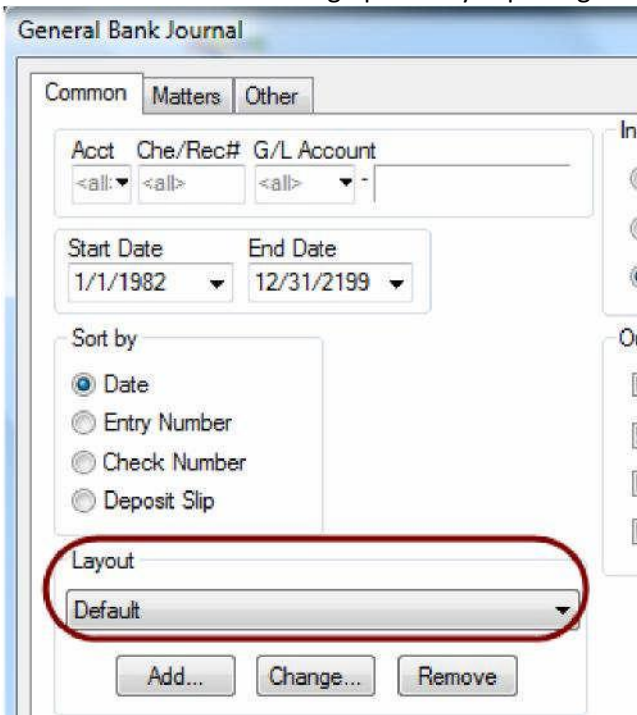 General Bank Journal
Common Matters Other
Acct Che/Rec# G/L Account
<all: <all> <all> -
Start Date End Date
1/1/1982 12/31/2199
Sort by
Date
Entry Number
Check Number
Deposit Slip
Layout
Default
Add... Change... Remove